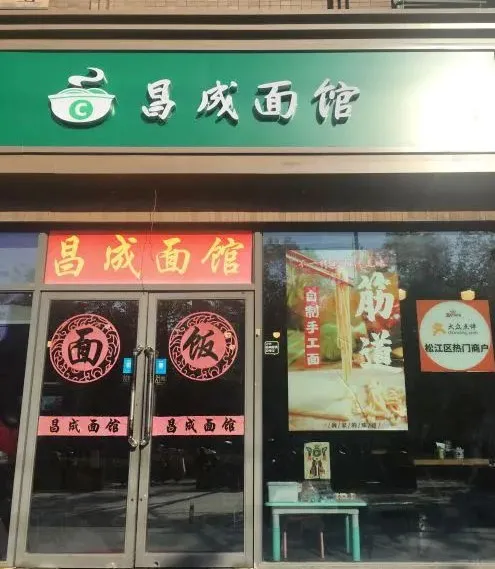 C
昌成面馆
昌成面馆
面
饭
昌成面馆
昌成面馆
筋道
自制手工面
大众点评
松江区热门商户